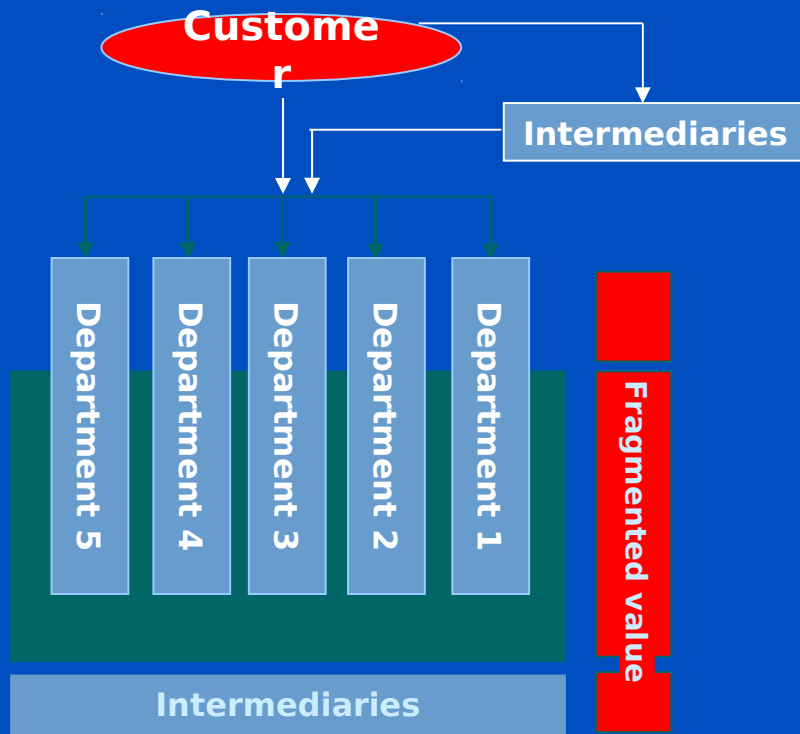 Custome
r
Intermediaries
Department 5
Department 4
Department 3
Department 2
Department 1
Fragmented value
Intermediaries